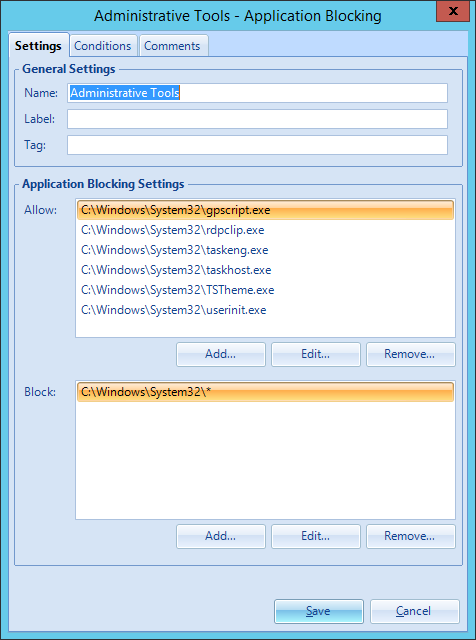 Administrative Tools - Application Blocking
x
Settings Conditions Comments
General Settings
Name: Administrative Tools
Label:
Tag:
Application Blocking Settings
Allow: C:\Windows\System32\gpscript.exe
C:\Windows\System32\rdpclip.exe
C:\Windows\System32\taskeng.exe
C:\Windows\System32\taskhost.exe
C:\Windows\System32\TSTheme.exe
C:\Windows\System32\userinit.exe
Add... Edit... Remove...
Block: C:\Windows\System32\*
Add... Edit... Remove...
Save Cancel